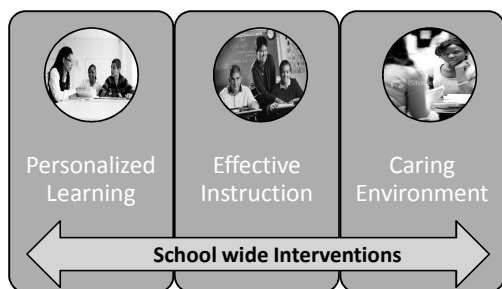 Personalized
Learning
Effective
Instruction
Caring
Environment
School wide Interventions